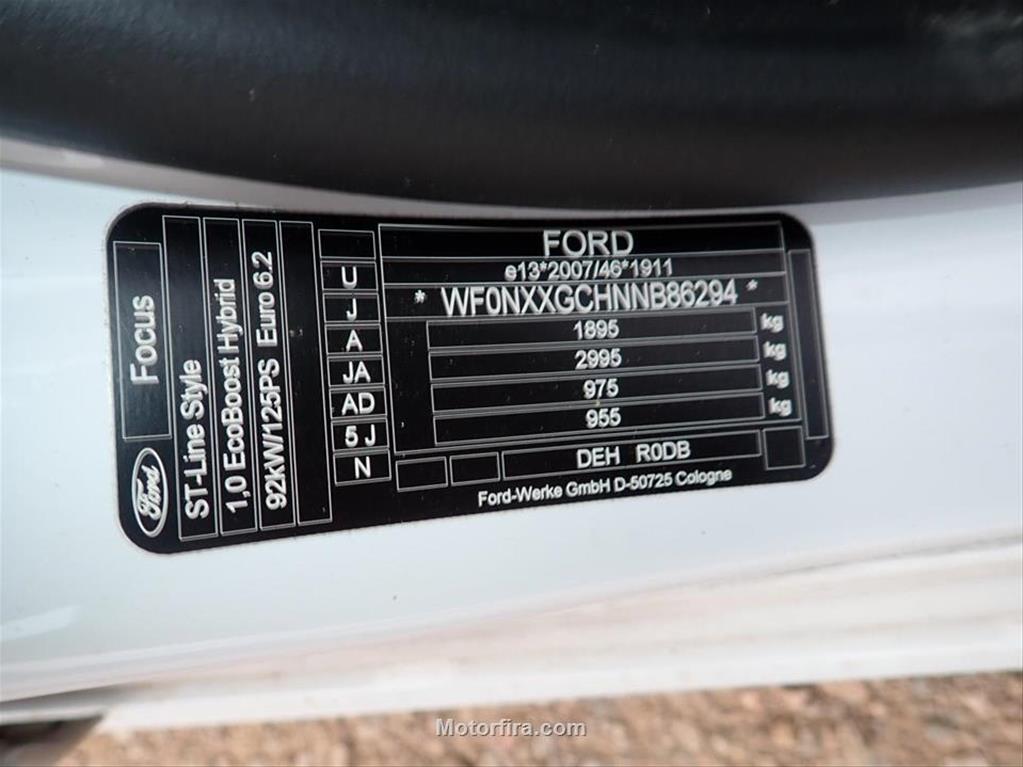 Focus
Ford
ST-Line Style
1,0 EcoBoost Hybrid
92kW/125PS Euro 6.2
U
J
A
JA
AD
5J
N
FORD
e13*2007/46*1911
* WF0NXXGCHNNB86294 *
1895 kg
2995 kg
975 kg
955 kg
DEH R0DB
Ford-Werke GmbH D-50725 Cologne
Motorfira.com